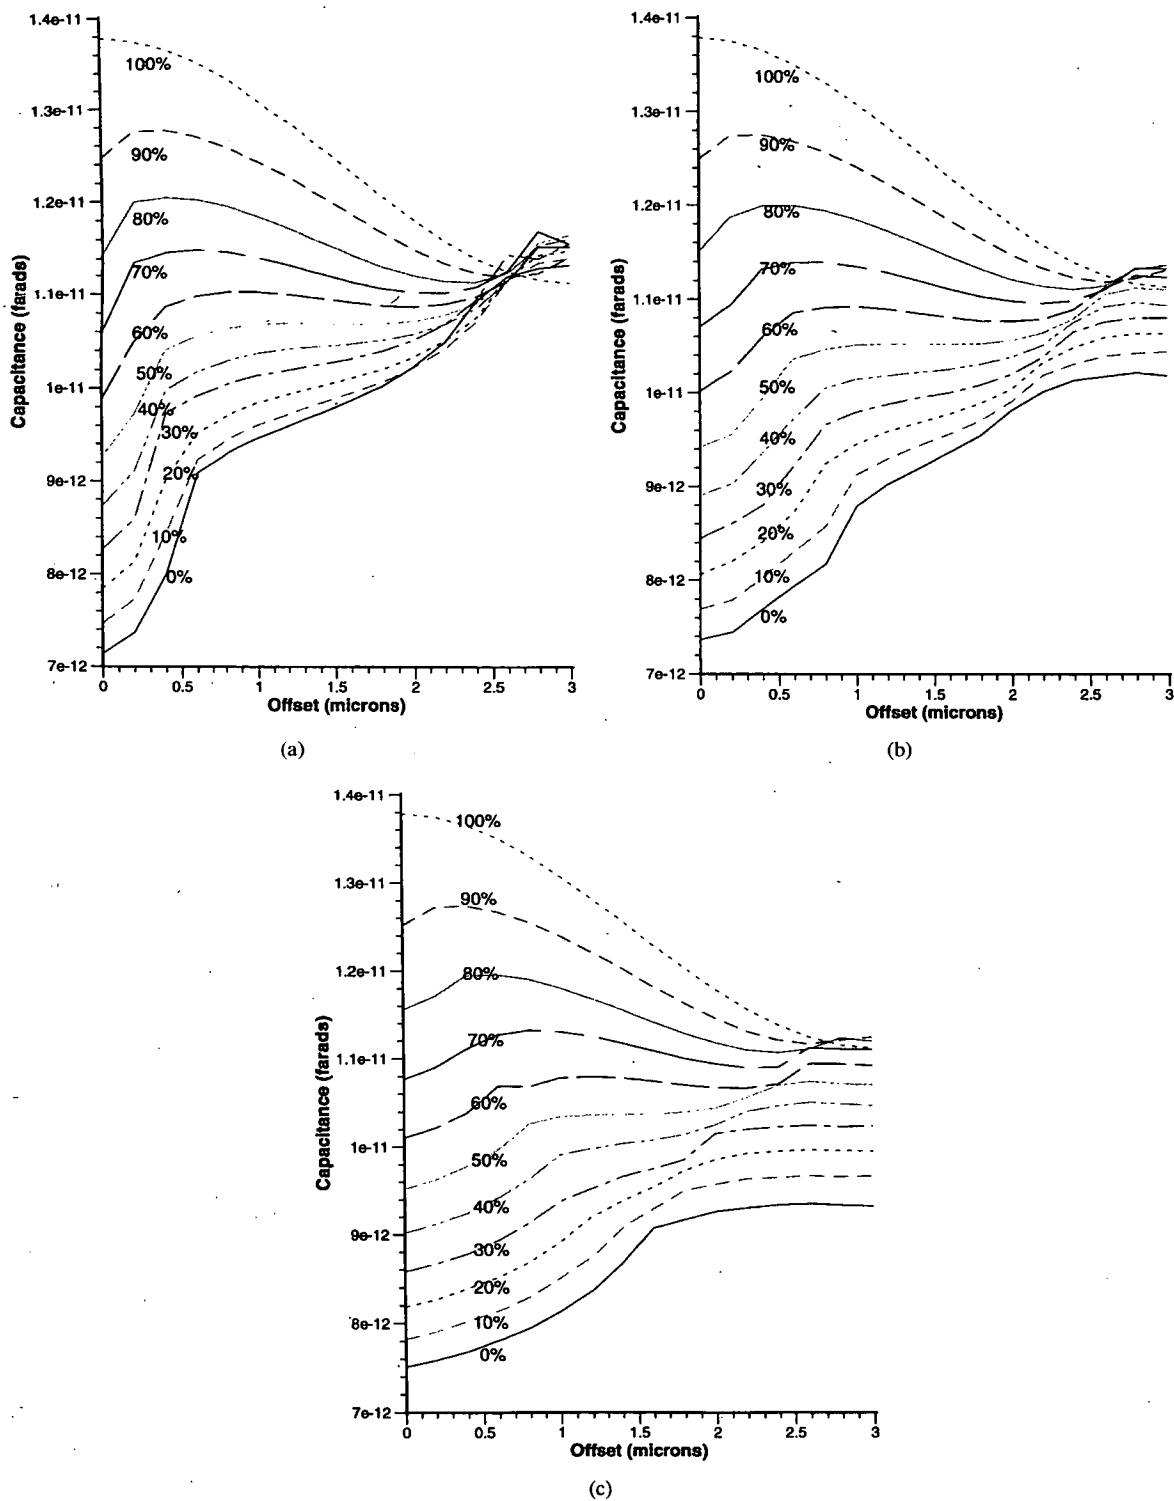 1.4e-11
1.3e-11
1.2e-11
1.1e-11
1e-11
9e-12
8e-12
7e-12
Capacitance (farads)
100%
90%
80%
70%
60%
50%
40%
30%
20%
10%
0%
0 0.5 1 1.5 2 2.5 3
Offset (microns)
(a)
1.4e-11
1.3e-11
1.2e-11
1.1e-11
1e-11
9e-12
8e-12
7e-12
Capacitance (farads)
100%
90%
80%
70%
60%
50%
40%
30%
20%
10%
0%
0 0.5 1 1.5 2 2.5 3
Offset (microns)
(b)
1.4e-11
1.3e-11
1.2e-11
1.1e-11
1e-11
9e-12
8e-12
7e-12
Capacitance (farads)
100%
90%
80%
70%
60%
50%
40%
30%
20%
10%
0%
0 0.5 1 1.5 2 2.5 3
Offset (microns)
(c)